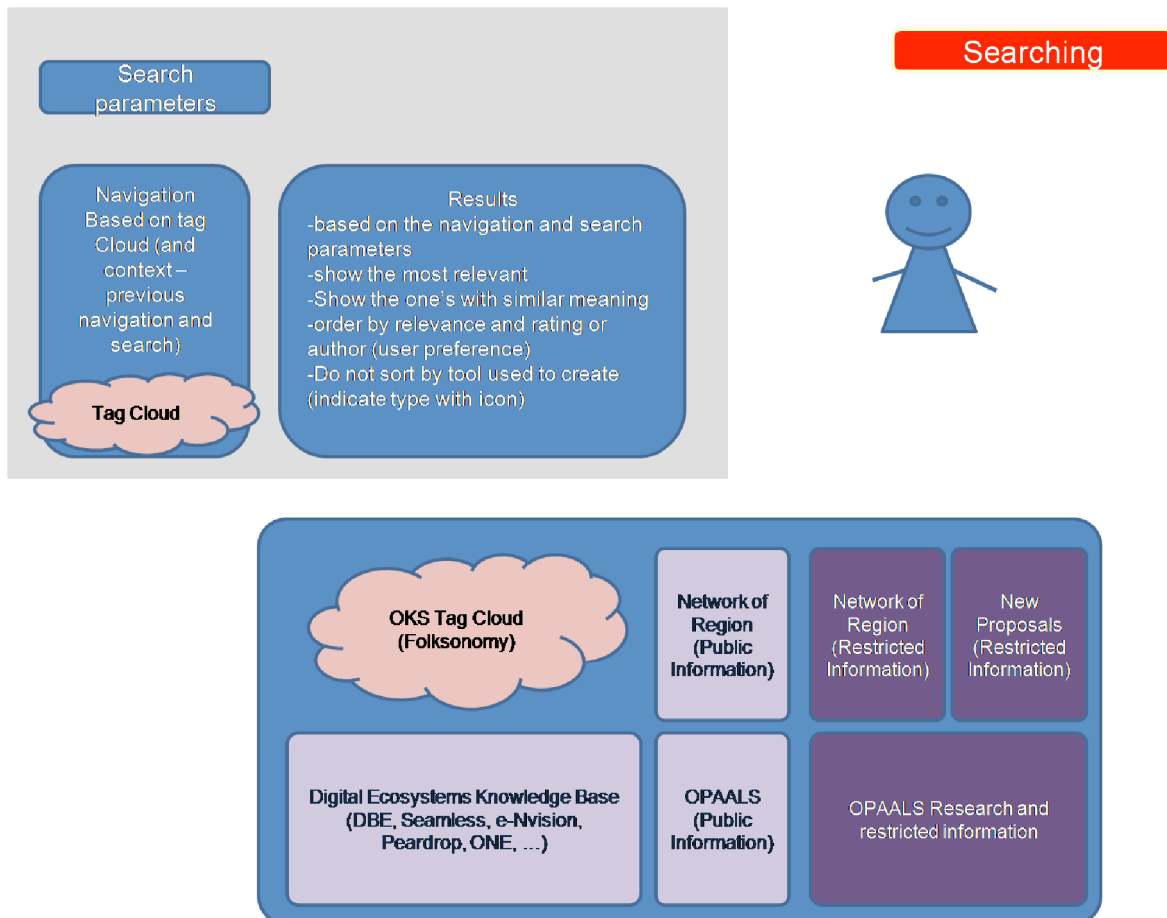 Searching
Search
parameters
Navigation
Based on tag
Cloud (and
context –
previous
navigation and
search)
Tag Cloud
Results
-based on the navigation and search
parameters
-show the most relevant
-Show the one's with similar meaning
-order by relevance and rating or
author (user preference)
-Do not sort by tool used to create
(indicate type with icon)
OKS Tag Cloud
(Folksonomy)
Network of
Region
(Public
Information)
Network of
Region
(Restricted
Information)
New
Proposals
(Restricted
Information)
Digital Ecosystems Knowledge Base
(DBE, Seamless, e-Nvision,
Peardrop, ONE, …)
OPAALS
(Public
Information)
OPAALS Research and
restricted information